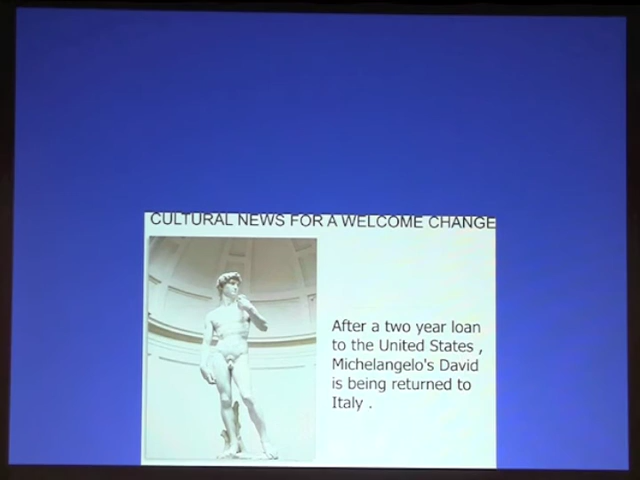 CULTURAL NEWS FOR A WELCOME CHANGE
After a two year loan
to the United States ,
Michelangelo's David
is being returned to
Italy .